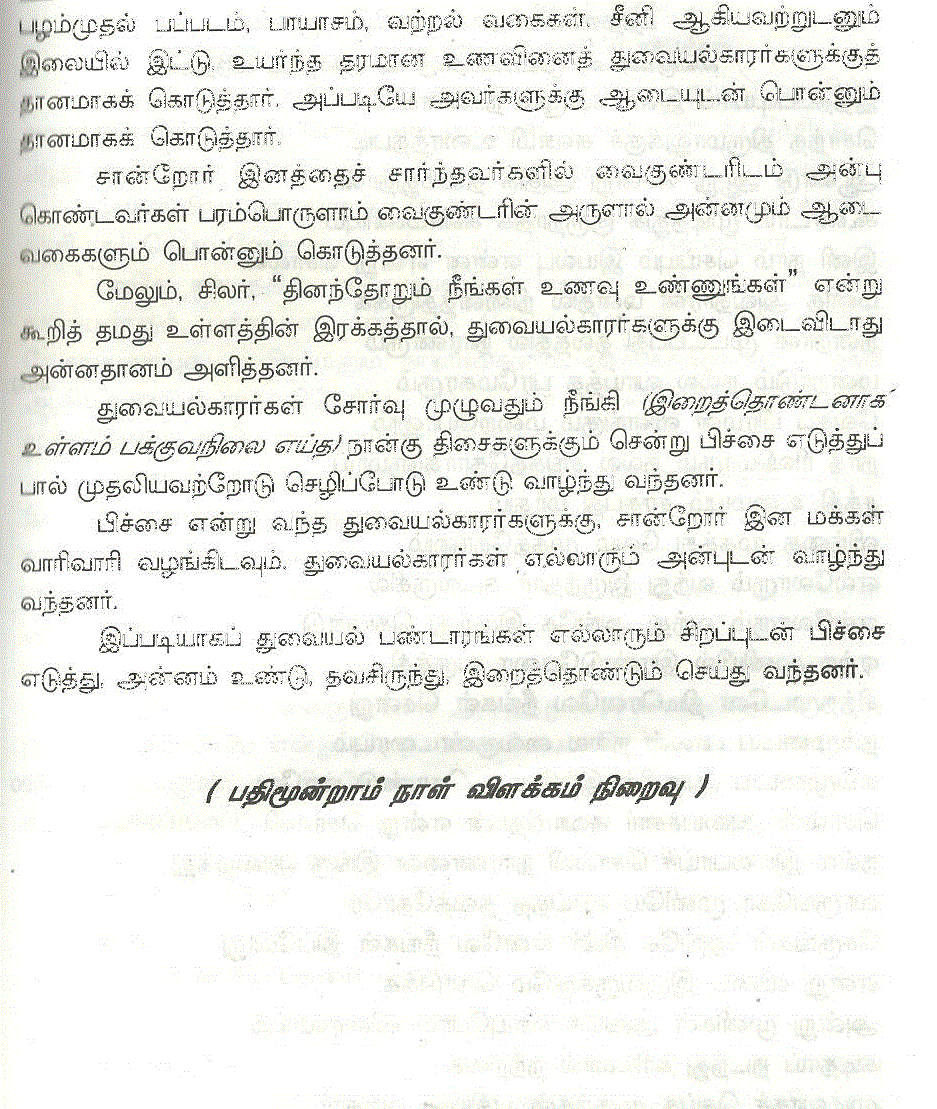 பழம்முதல் பப்படம், பாயாசம், வற்றல் வகைகள், சீனி ஆகியவற்றுடனும்
இலையில் இட்டு, உயர்ந்த தரமான உணவினைத் துவையல்காரர்களுக்குத்
தானமாகக் கொடுத்தார். அப்படியே அவர்களுக்கு ஆடையுடன் பொன்னும்
தானமாகக் கொடுத்தார்.
சான்றோர் இனத்தைச் சார்ந்தவர்களில் வைகுண்டரிடம் அன்பு
கொண்டவர்கள் பரம்பொருளாம் வைகுண்டரின் அருளால் அன்னமும் ஆடை
வகைகளும் பொன்னும் கொடுத்தனர்.
மேலும், சிலர், “தினந்தோறும் நீங்கள் உணவு உண்ணுங்கள்” என்று
கூறித் தமது உள்ளத்தின் இரக்கத்தால், துவையல்காரர்களுக்கு இடைவிடாது
அன்னதானம் அளித்தனர்.
துவையல்காரர்கள் சோர்வு முழுவதும் நீங்கி (இறைத்தொண்டனாக
உள்ளம் பக்குவநிலை எய்த) நான்கு திசைகளுக்கும் சென்று பிச்சை எடுத்துப்
பால் முதலியவற்றோடு செழிப்போடு உண்டு வாழ்ந்து வந்தனர்.
பிச்சை என்று வந்த துவையல்காரர்களுக்கு, சான்றோர் இன மக்கள்
வாரிவாரி வழங்கிடவும், துவையல்காரர்கள் எல்லாரும் அன்புடன் வாழ்ந்து
வந்தனர்.
இப்படியாகப் துவையல் பண்டாரங்கள் எல்லாரும் சிறப்புடன் பிச்சை
எடுத்து, அன்னம் உண்டு, தவசிருந்து, இறைத்தொண்டும் செய்து வந்தனர்.
( பதிமூன்றாம் நாள் விளக்கம் நிறைவு )